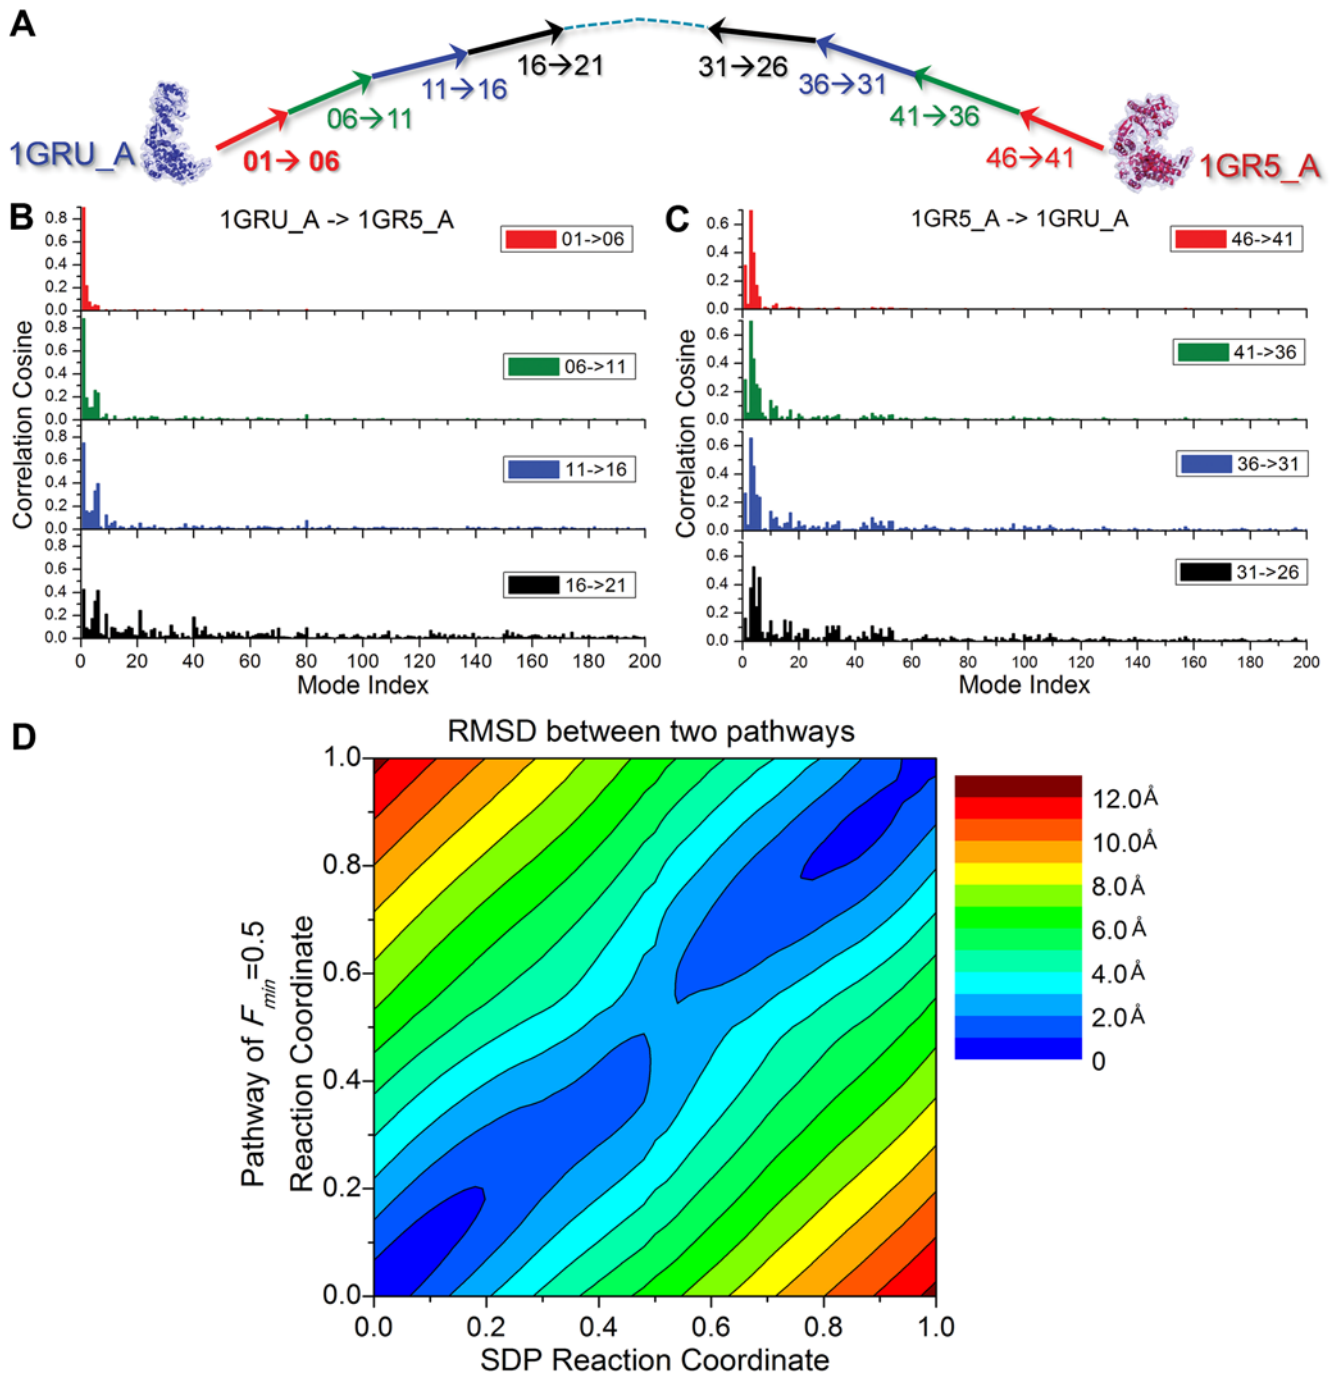 A
1GRU_A
01→06
06→11
11→16
16→21
31→26
36→31
41→36
46→41
1GR5_A
B
1GRU_A -> 1GR5_A
Correlation Cosine
0.8
0.6
0.4
0.2
0.0
01->06
0.8
0.6
0.4
0.2
0.0
06->11
0.8
0.6
0.4
0.2
0.0
11->16
0.8
0.6
0.4
0.2
0.0
16->21
0 20 40 60 80 100 120 140 160 180 200
Mode Index
C
1GR5_A -> 1GRU_A
Correlation Cosine
0.6
0.4
0.2
0.0
46->41
0.6
0.4
0.2
0.0
41->36
0.6
0.4
0.2
0.0
36->31
0.6
0.4
0.2
0.0
31->26
0 20 40 60 80 100 120 140 160 180 200
Mode Index
D
RMSD between two pathways
Pathway of Fmin=0.5
Reaction Coordinate
1.0
0.8
0.6
0.4
0.2
0.0
0.0 0.2 0.4 0.6 0.8 1.0
SDP Reaction Coordinate
12.0Å
10.0Å
8.0Å
6.0Å
4.0Å
2.0Å
0